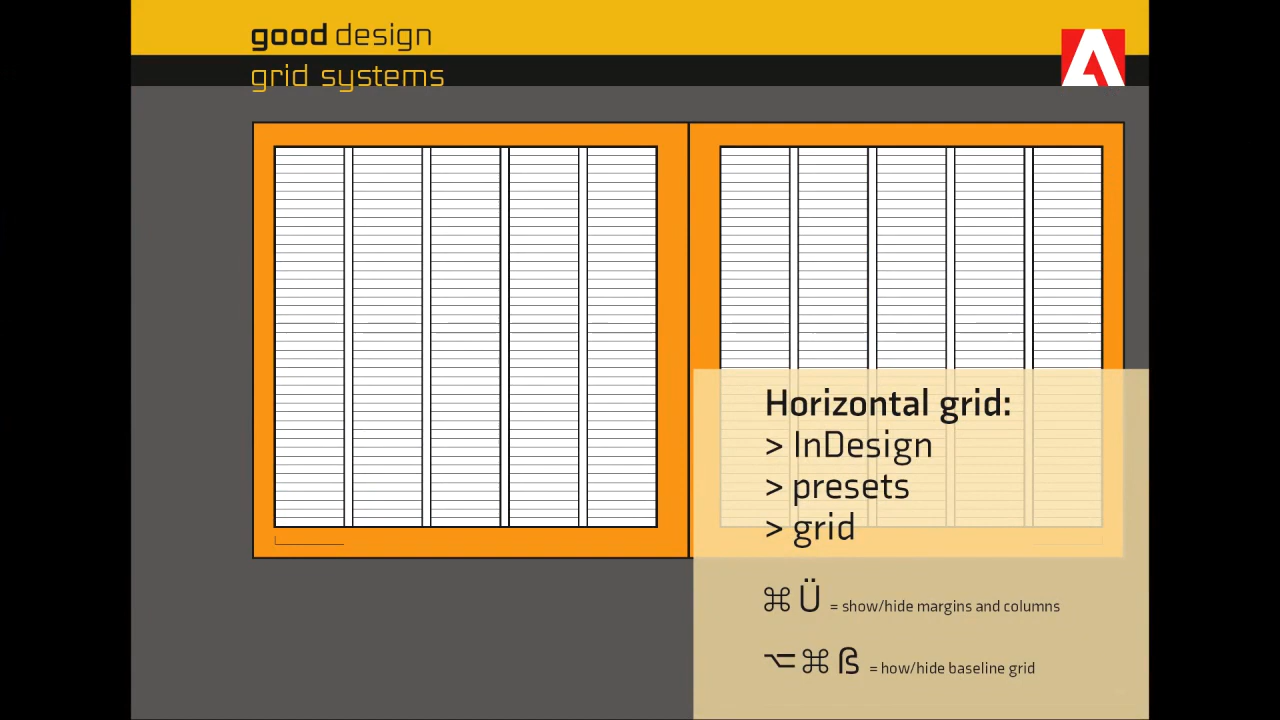 good design
grid systems
Horizontal grid:
> InDesign
> presets
> grid
⌘ Ü = show/hide margins and columns
⌥⌘ ß = how/hide baseline grid